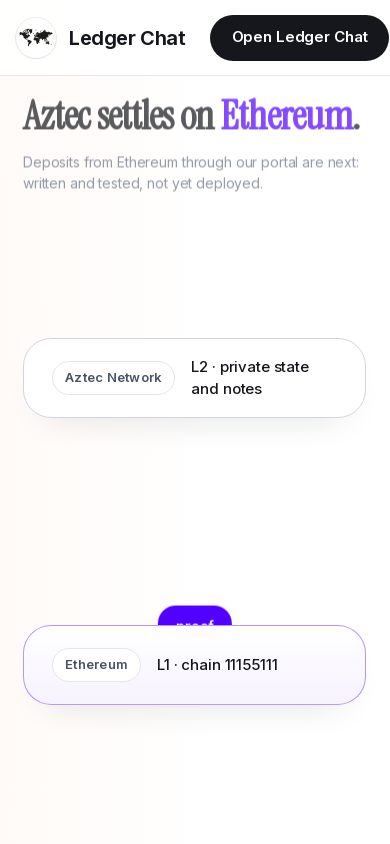 Ledger Chat
Open Ledger Chat
Aztec settles on Ethereum.
Deposits from Ethereum through our portal are next:
written and tested, not yet deployed.
Aztec Network
L2 · private state
and notes
proof
Ethereum
L1 · chain 11155111